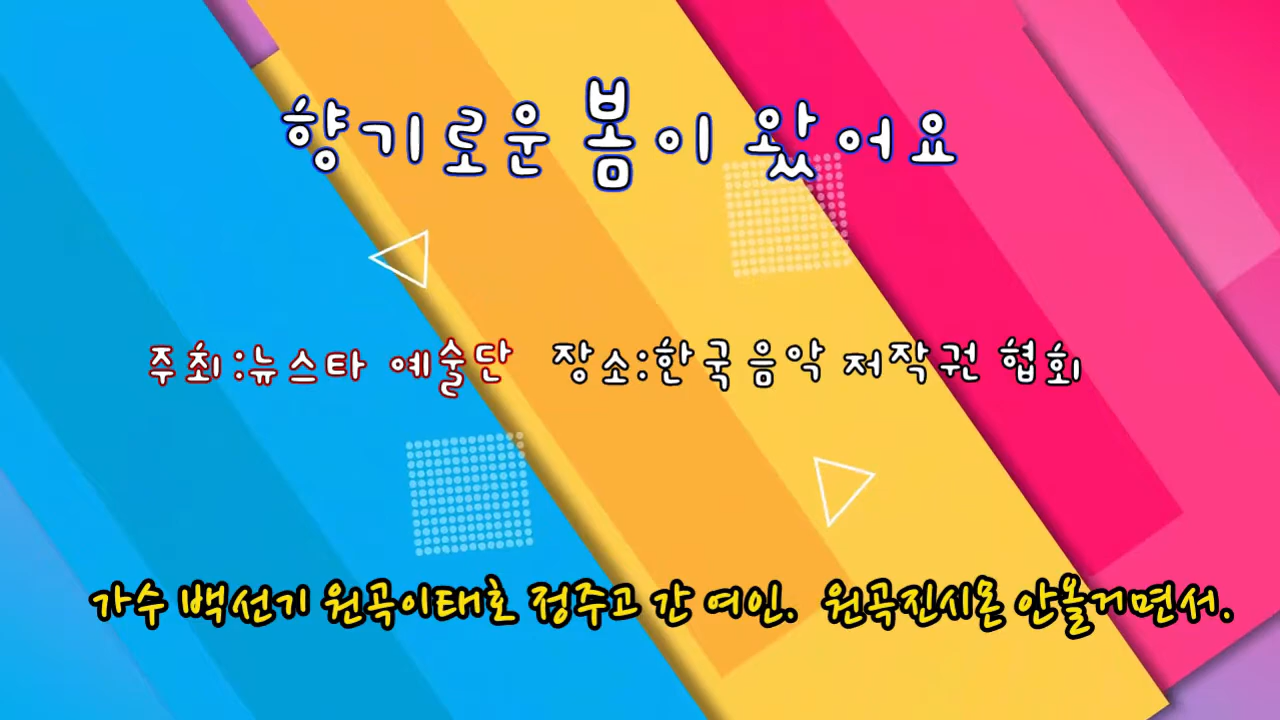 향기로운 봄이 왔어요
주최:뉴스타 예술단 장소:한국음악 저작권 협회
가수 백선기 원곡이태호 정주고 간 여인. 원곡진시몬 안올거면서.